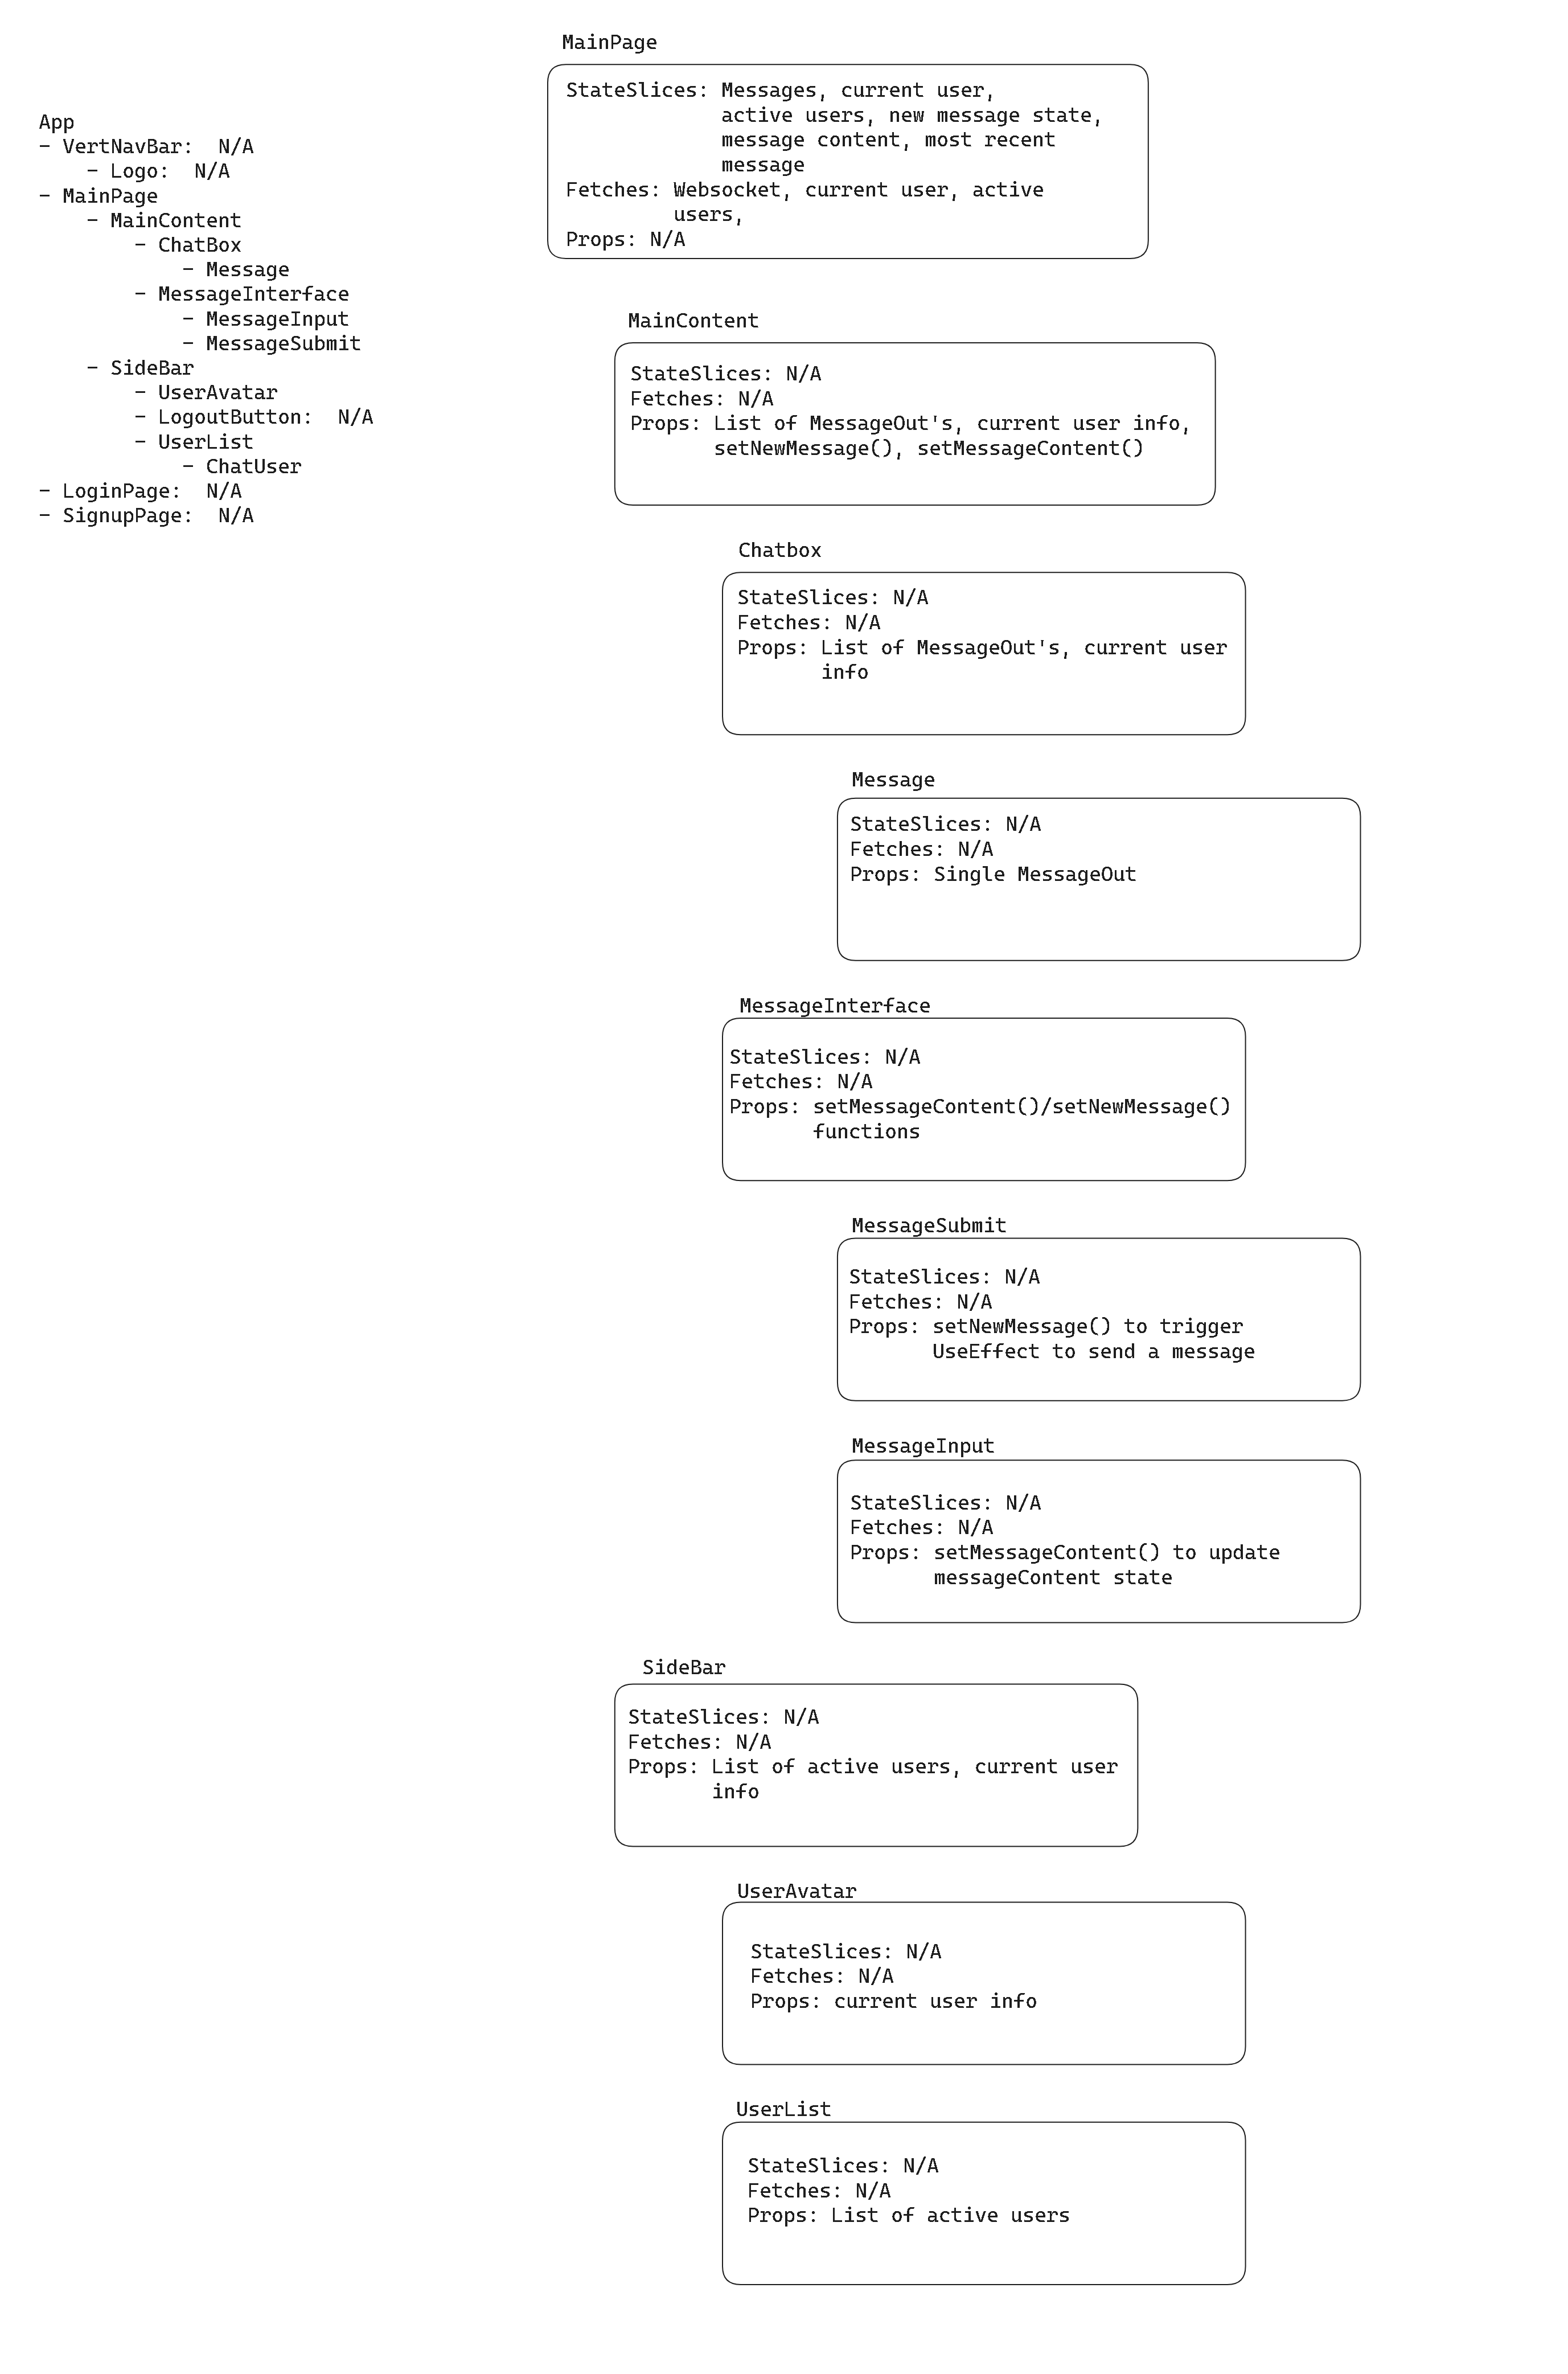 App
- VertNavBar:  N/A
    - Logo:  N/A
- MainPage
    - MainContent
        - ChatBox
            - Message
        - MessageInterface
            - MessageInput
            - MessageSubmit
    - SideBar
        - UserAvatar
        - LogoutButton:  N/A
        - UserList
            - ChatUser
- LoginPage:  N/A
- SignupPage:  N/A
MainPage
StateSlices: Messages, current user,
active users, new message state,
message content, most recent
message
Fetches: Websocket, current user, active
users,
Props: N/A
MainContent
StateSlices: N/A
Fetches: N/A
Props: List of MessageOut's, current user info,
setNewMessage(), setMessageContent()
Chatbox
StateSlices: N/A
Fetches: N/A
Props: List of MessageOut's, current user
info
Message
StateSlices: N/A
Fetches: N/A
Props: Single MessageOut
MessageInterface
StateSlices: N/A
Fetches: N/A
Props: setMessageContent()/setNewMessage()
functions
MessageSubmit
StateSlices: N/A
Fetches: N/A
Props: setNewMessage() to trigger
UseEffect to send a message
MessageInput
StateSlices: N/A
Fetches: N/A
Props: setMessageContent() to update
messageContent state
SideBar
StateSlices: N/A
Fetches: N/A
Props: List of active users, current user
info
UserAvatar
StateSlices: N/A
Fetches: N/A
Props: current user info
UserList
StateSlices: N/A
Fetches: N/A
Props: List of active users